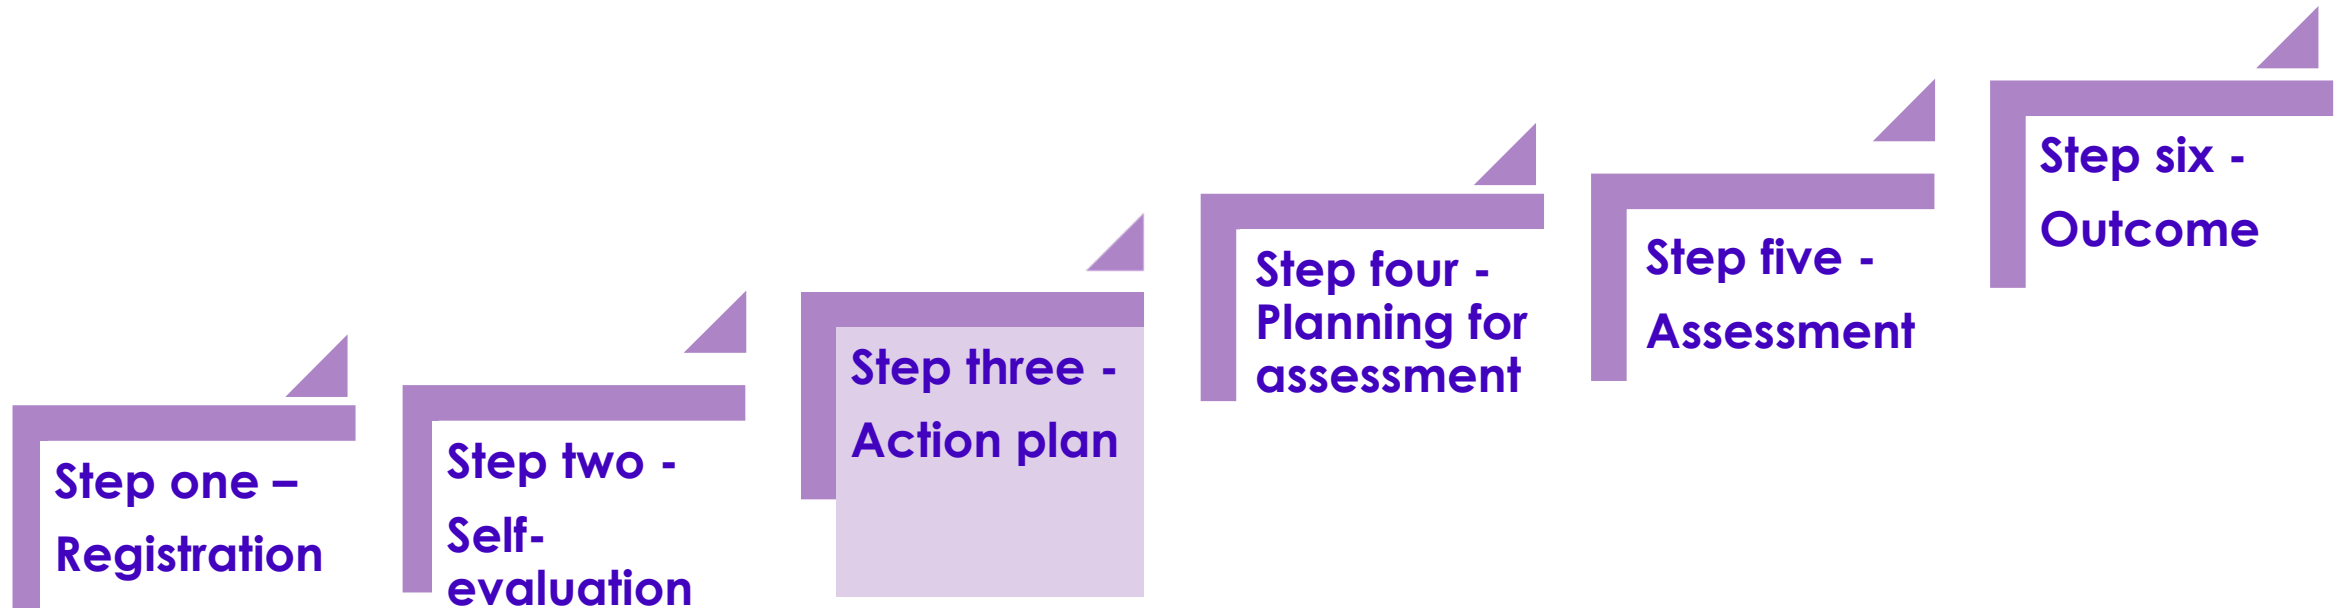 Step one –
Registration
Step two -
Self-
evaluation
Step three -
Action plan
Step four -
Planning for
assessment
Step five -
Assessment
Step six -
Outcome